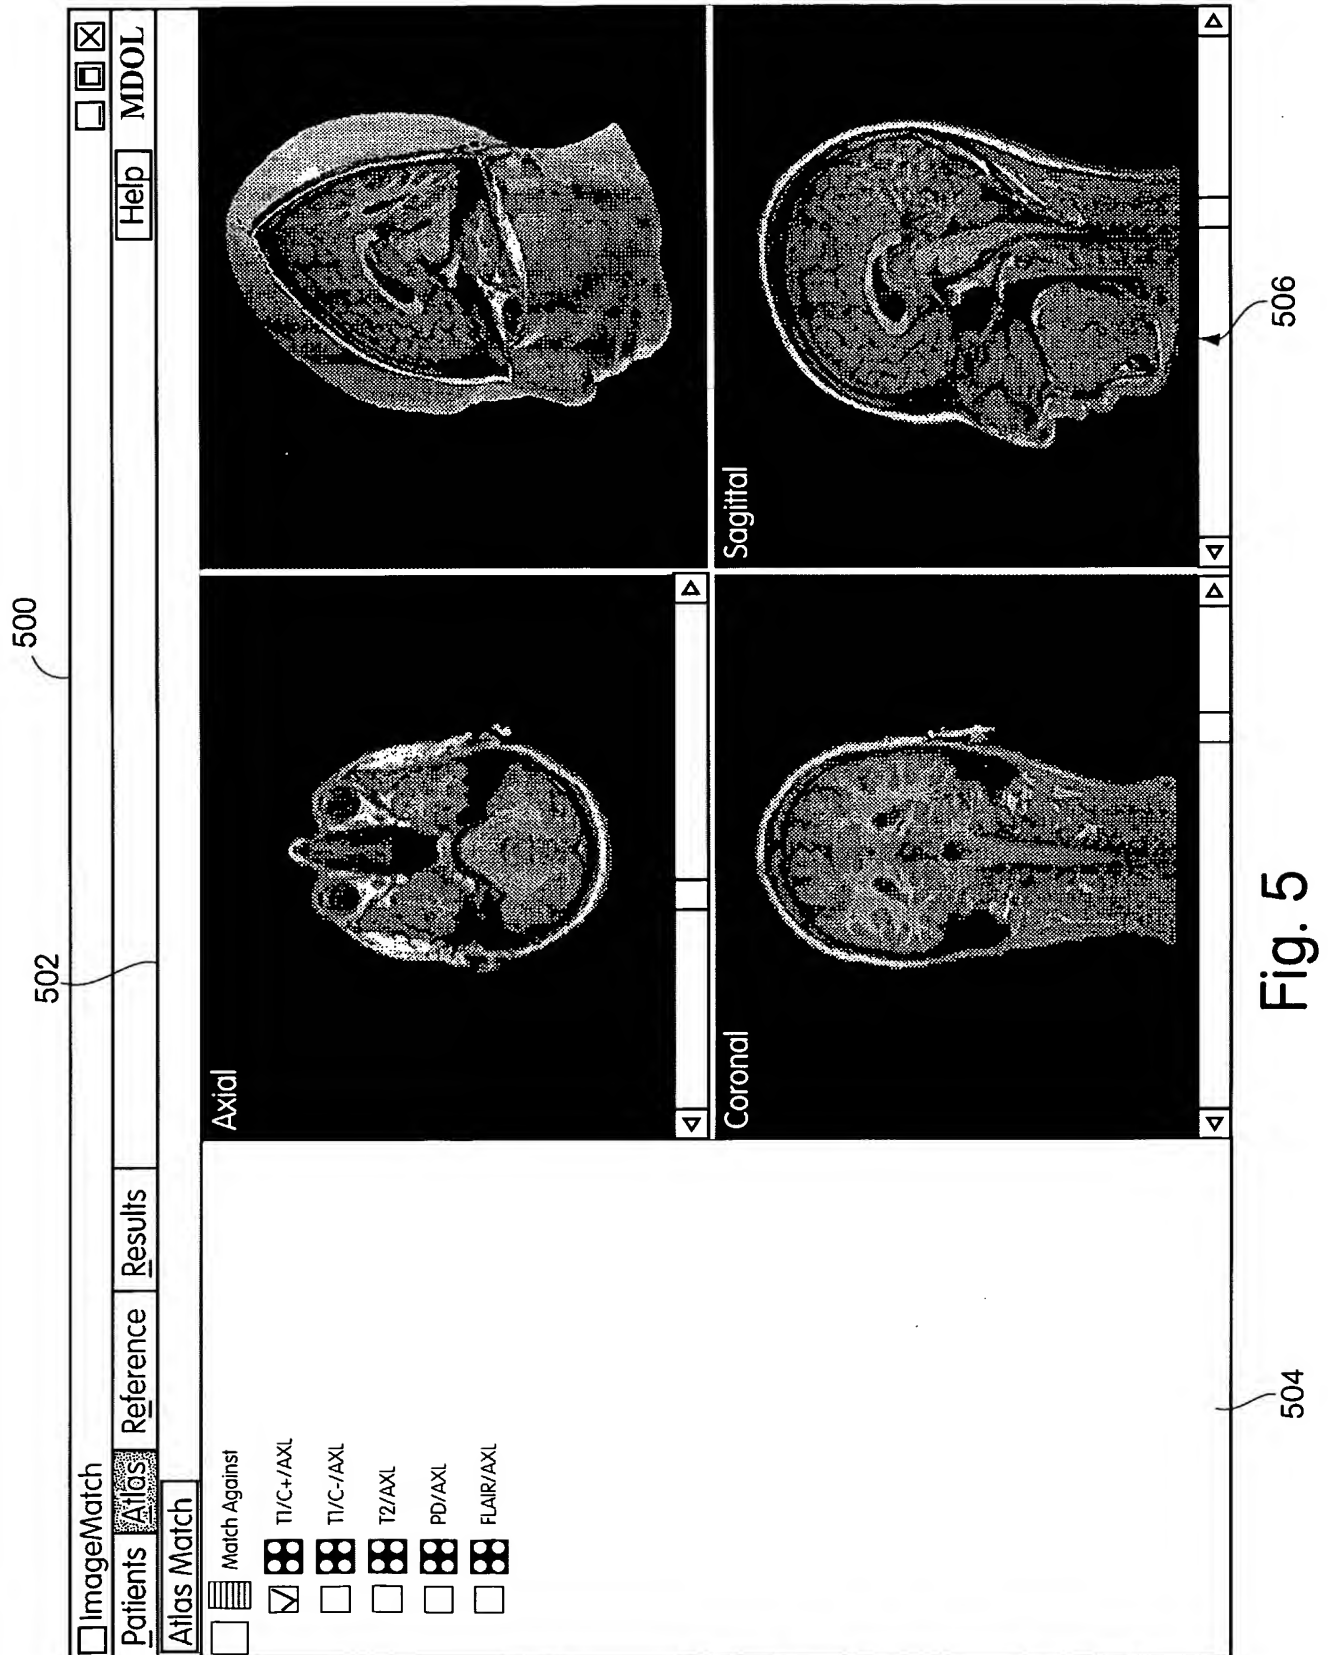 500
ImageMatch
Patients Atlas Reference Results Help MDOL
502
Atlas Match
Match Against
T1/C+/AXL
T1/C-/AXL
T2/AXL
PD/AXL
FLAIR/AXL
Axial
Coronal
Sagittal
504
506
Fig. 5